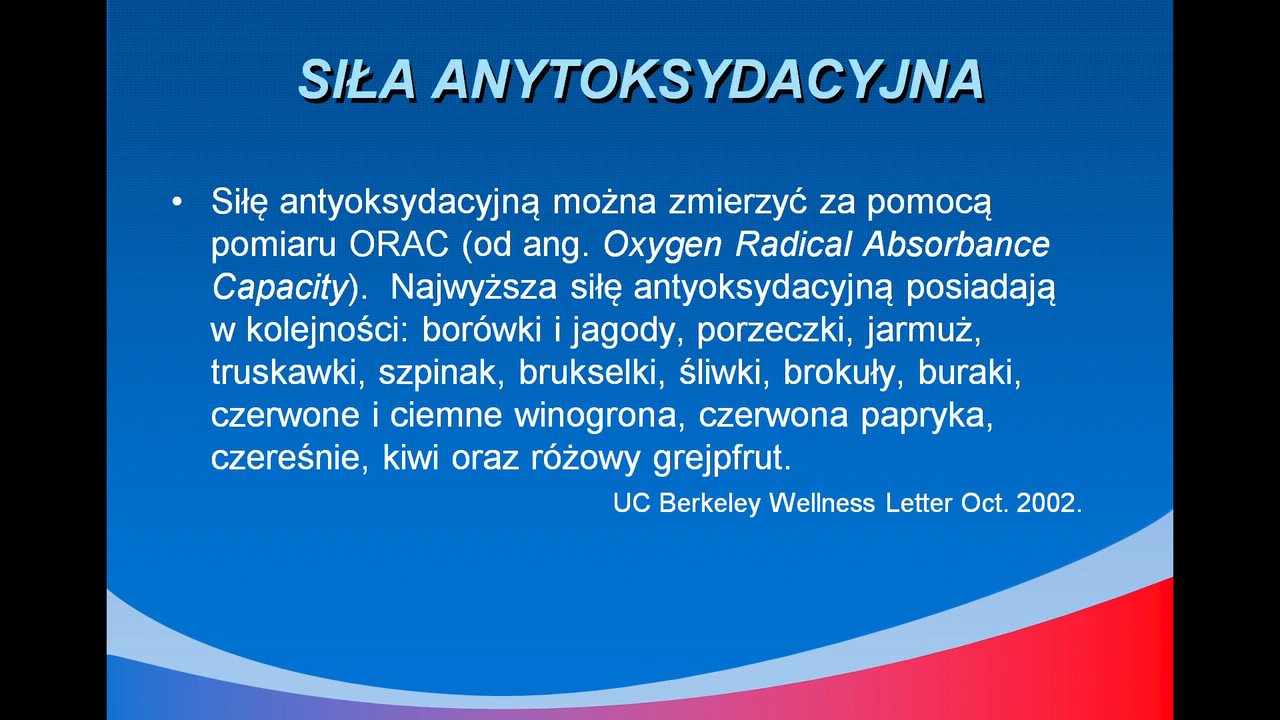 SIŁA ANYTOKSYDACYJNA
• Siłę antyoksydacyjną można zmierzyć za pomocą
pomiaru ORAC (od ang. Oxygen Radical Absorbance
Capacity).  Najwyższa siłę antyoksydacyjną posiadają
w kolejności: borówki i jagody, porzeczki, jarmuż,
truskawki, szpinak, brukselki, śliwki, brokuły, buraki,
czerwone i ciemne winogrona, czerwona papryka,
czereśnie, kiwi oraz różowy grejpfrut.
UC Berkeley Wellness Letter Oct. 2002.